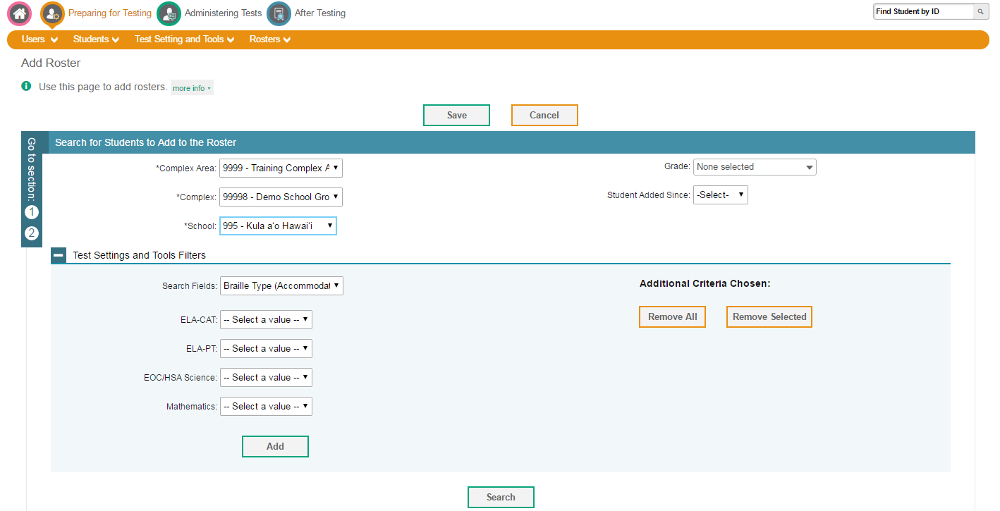 Preparing for Testing Administering Tests After Testing Find Student by ID
Users Students Test Setting and Tools Rosters
Add Roster
Use this page to add rosters. more info
Save Cancel
Go to section:
1
2
Search for Students to Add to the Roster
*Complex Area: 9999 - Training Complex A Grade: None selected
*Complex: 99998 - Demo School Gro Student Added Since: -Select-
*School: 995 - Kula aʻo Hawaiʻi
Test Settings and Tools Filters
Search Fields: Braille Type (Accommodat Additional Criteria Chosen:
Remove All Remove Selected
ELA-CAT: -- Select a value --
ELA-PT: -- Select a value --
EOC/HSA Science: -- Select a value --
Mathematics: -- Select a value --
Add
Search